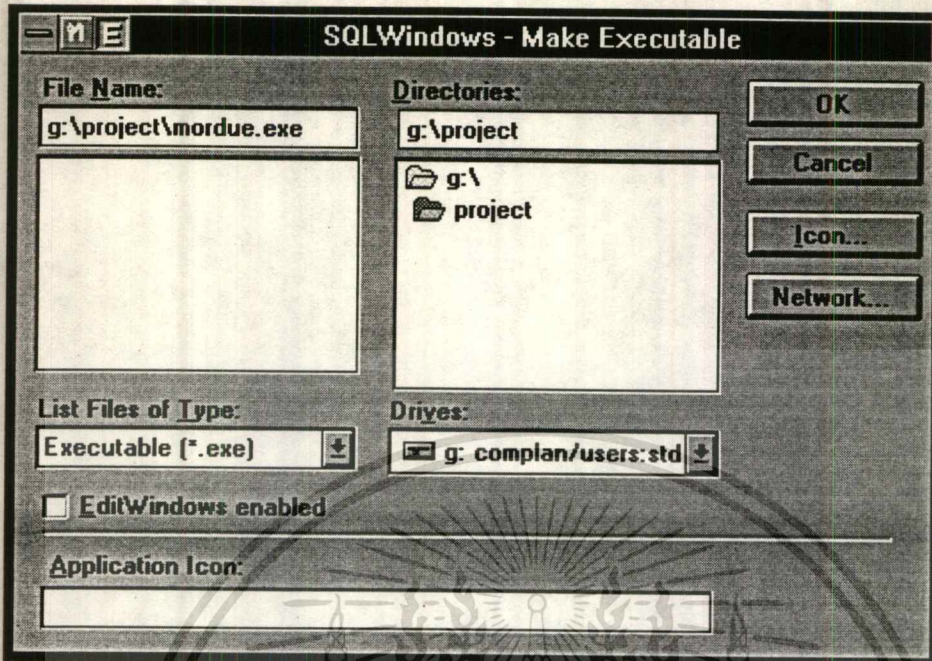 SQLWindows - Make Executable
File Name:
g:\project\mordue.exe
Directories:
g:\project
g:\
project
OK
Cancel
Icon...
Network...
List Files of Type:
Executable (*.exe)
Drives:
g: complan/users:std
EditWindows enabled
Application Icon: